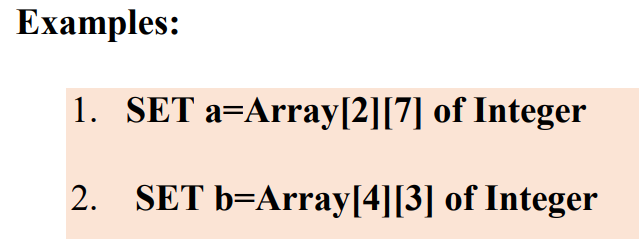 Examples:
1. SET a=Array[2][7] of Integer
2. SET b=Array[4][3] of Integer